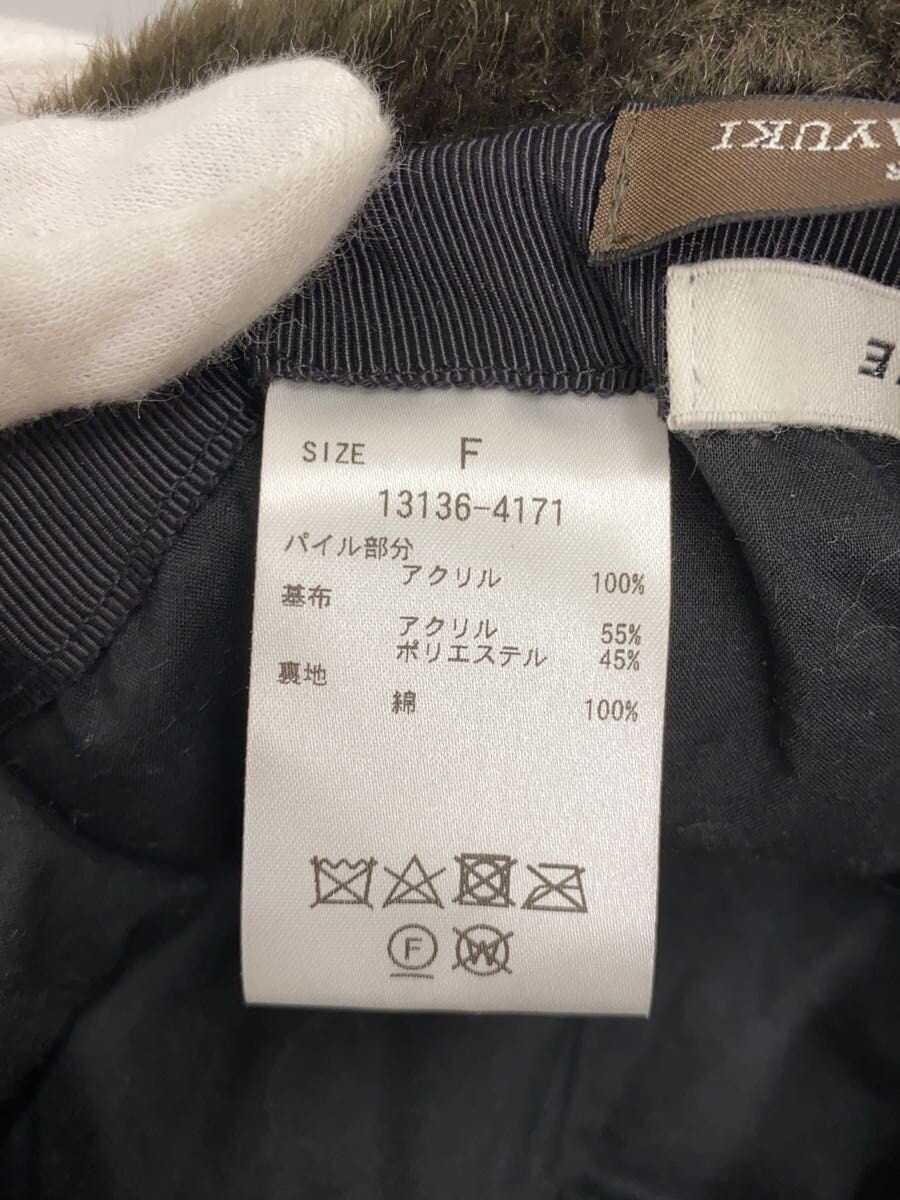 R
AYUKI
E
SIZE F
13136-4171
パイル部分
アクリル 100%
基布
アクリル 55%
ポリエステル 45%
裏地
綿 100%
F W